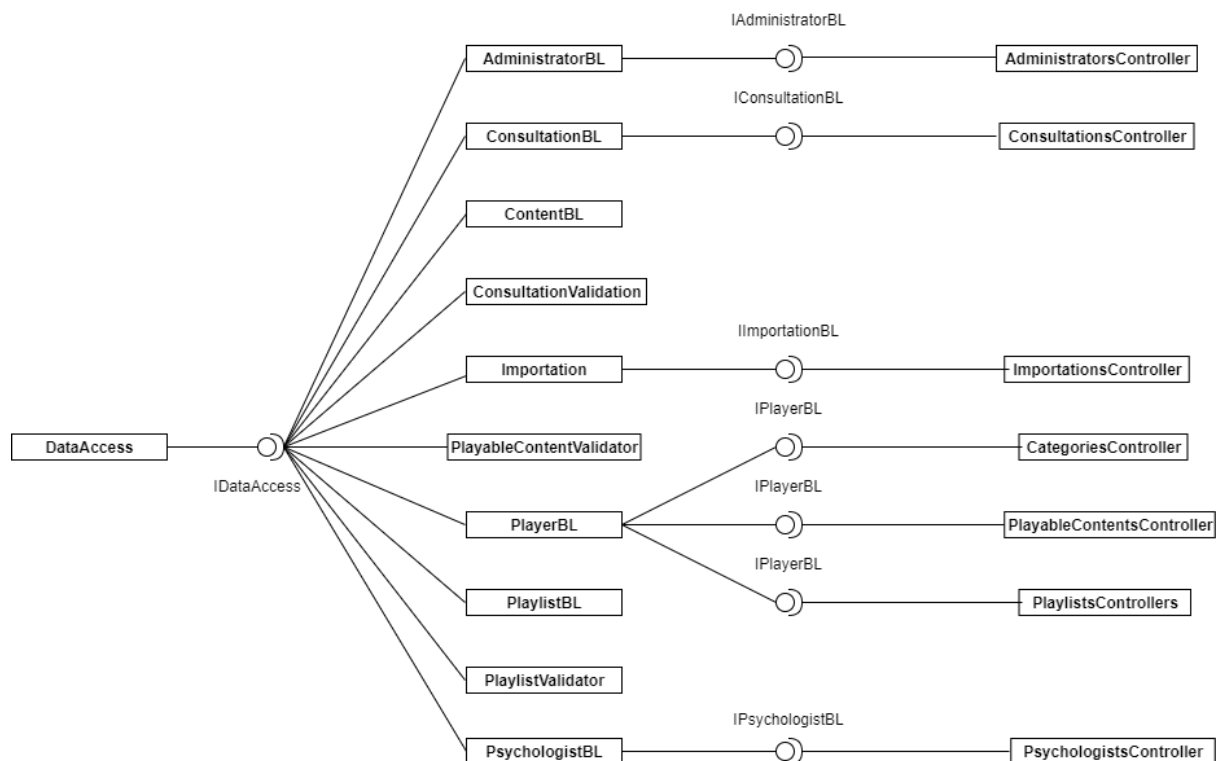 IAdministratorBL
AdministratorBL
AdministratorsController
IConsultationBL
ConsultationBL
ConsultationsController
ContentBL
ConsultationValidation
IImportationBL
Importation
ImportationsController
IPlayerBL
DataAccess
PlayableContentValidator
CategoriesController
IDataAccess
IPlayerBL
PlayerBL
PlayableContentsController
IPlayerBL
PlaylistBL
PlaylistsControllers
PlaylistValidator
IPsychologistBL
PsychologistBL
PsychologistsController